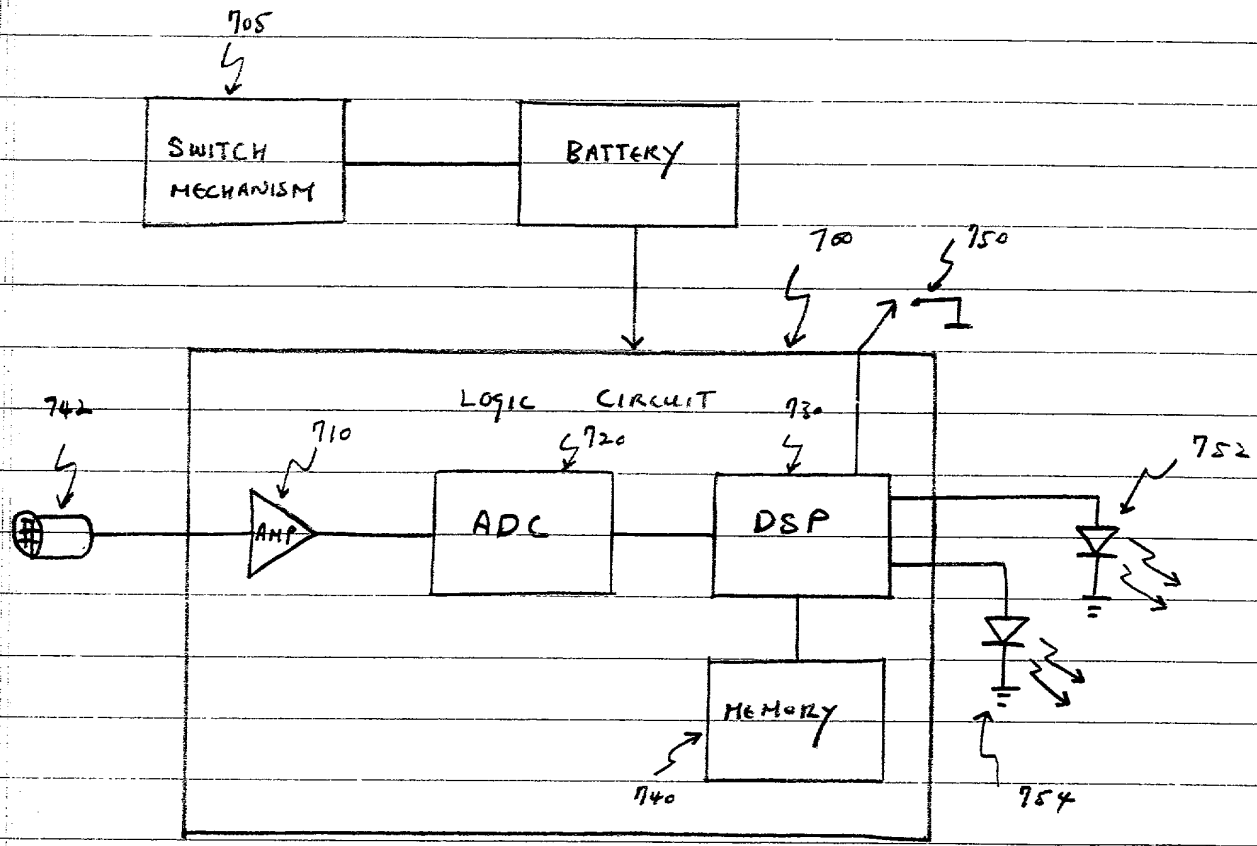 705
SWITCH
MECHANISM
BATTERY
700
750
LOGIC CIRCUIT
742
710
720
730
752
AMP
ADC
DSP
MEMORY
740
754